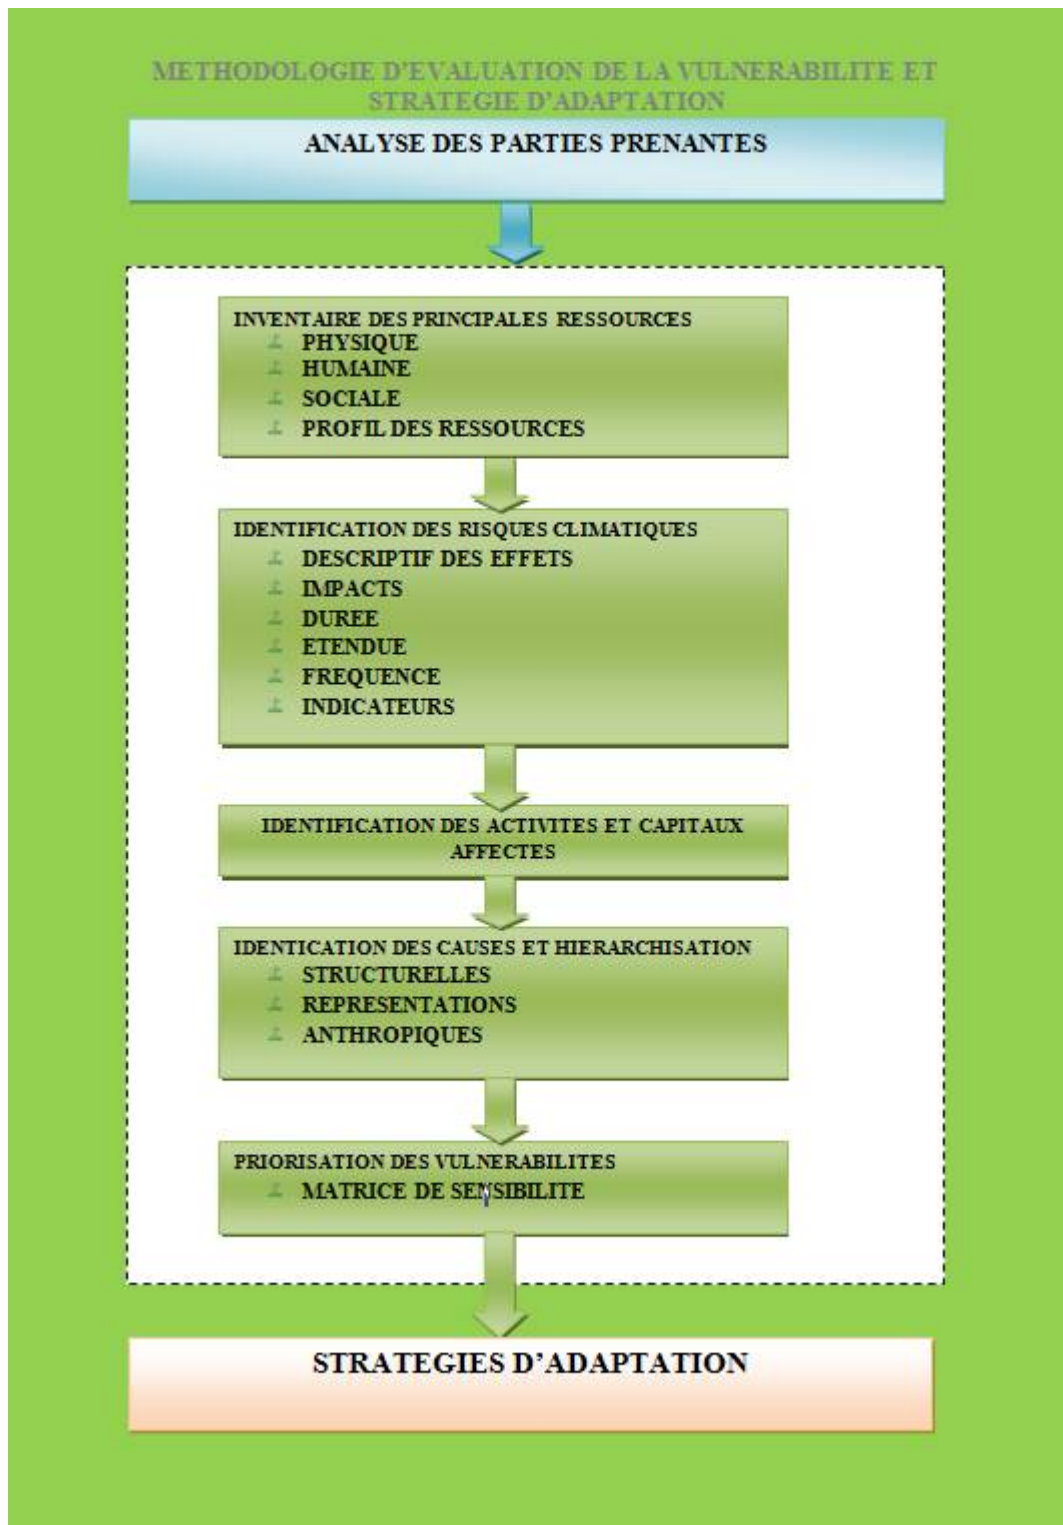 METHODOLOGIE D'EVALUATION DE LA VULNERABILITE ET
STRATEGIE D'ADAPTATION
ANALYSE DES PARTIES PRENANTES
INVENTAIRE DES PRINCIPALES RESSOURCES
PHYSIQUE
HUMAINE
SOCIALE
PROFIL DES RESSOURCES
IDENTIFICATION DES RISQUES CLIMATIQUES
DESCRIPTIF DES EFFETS
IMPACTS
DUREE
ETENDUE
FREQUENCE
INDICATEURS
IDENTIFICATION DES ACTIVITES ET CAPITAUX
AFFECTES
IDENTICATION DES CAUSES ET HIERARCHISATION
STRUCTURELLES
REPRESENTATIONS
ANTHROPIQUES
PRIORISATION DES VULNERABILITES
MATRICE DE SENSIBILITE
STRATEGIES D'ADAPTATION